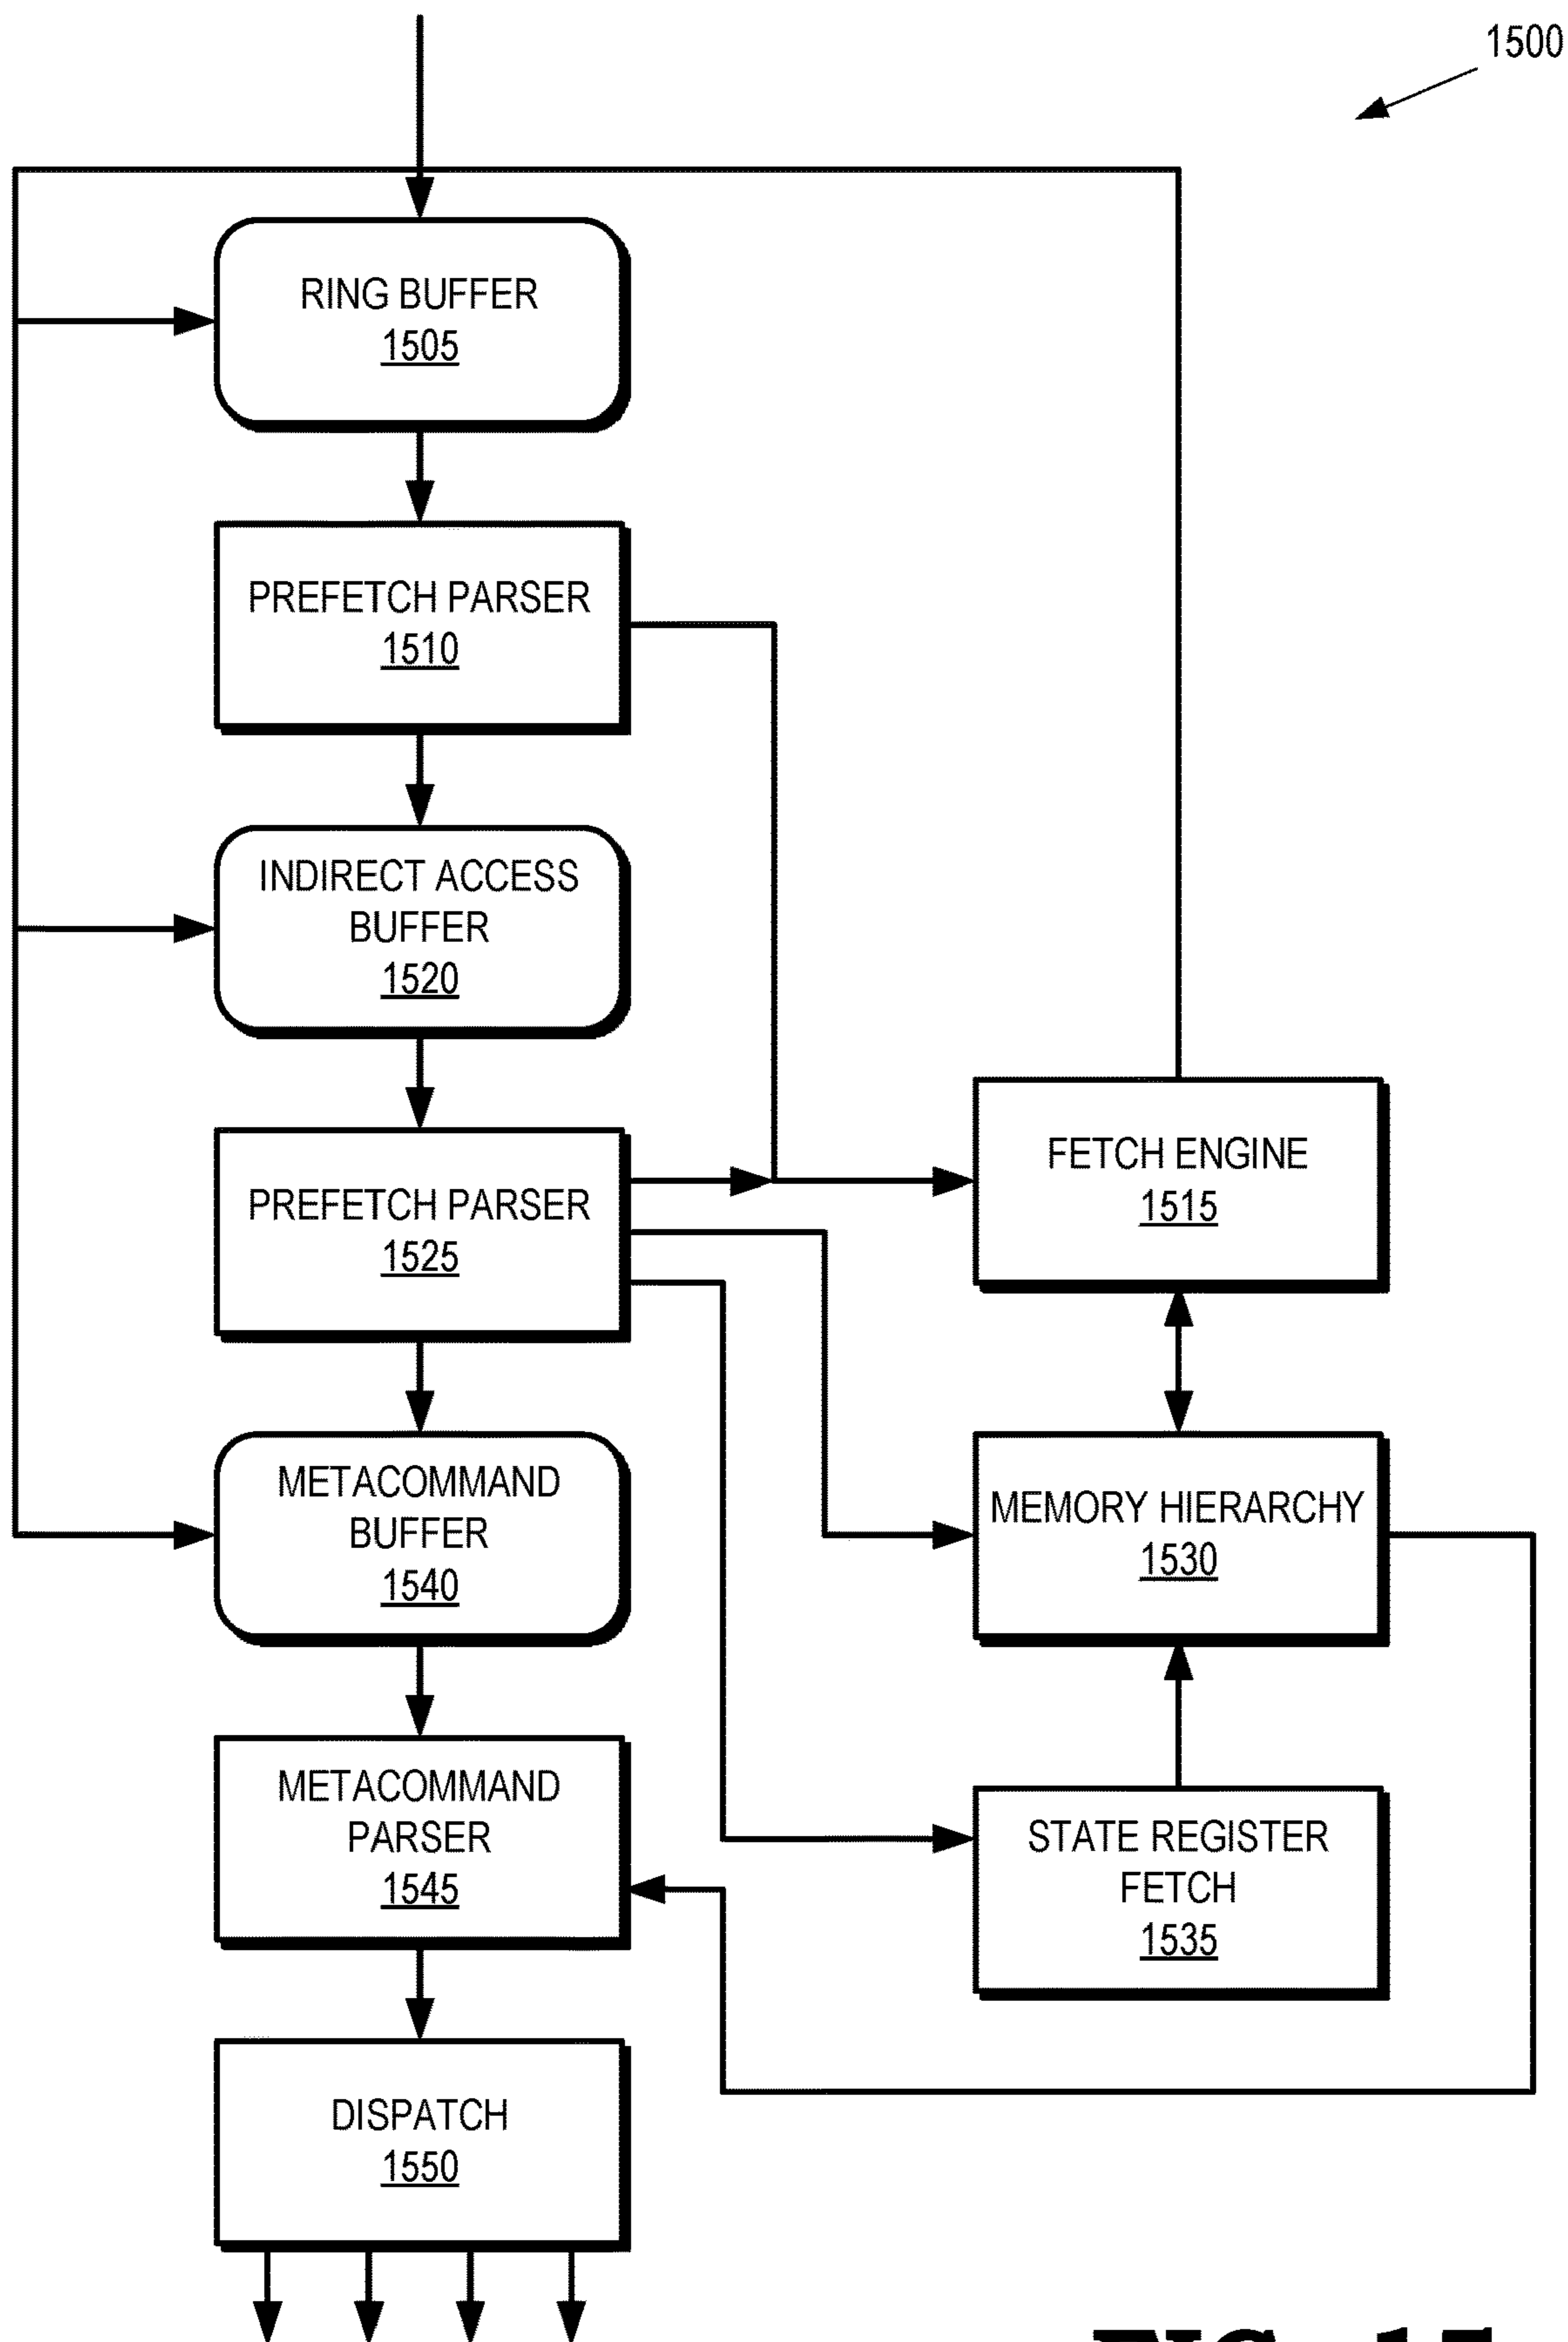 1500
RING BUFFER
1505
PREFETCH PARSER
1510
INDIRECT ACCESS
BUFFER
1520
FETCH ENGINE
1515
PREFETCH PARSER
1525
METACOMMAND
BUFFER
1540
MEMORY HIERARCHY
1530
METACOMMAND
PARSER
1545
STATE REGISTER
FETCH
1535
DISPATCH
1550